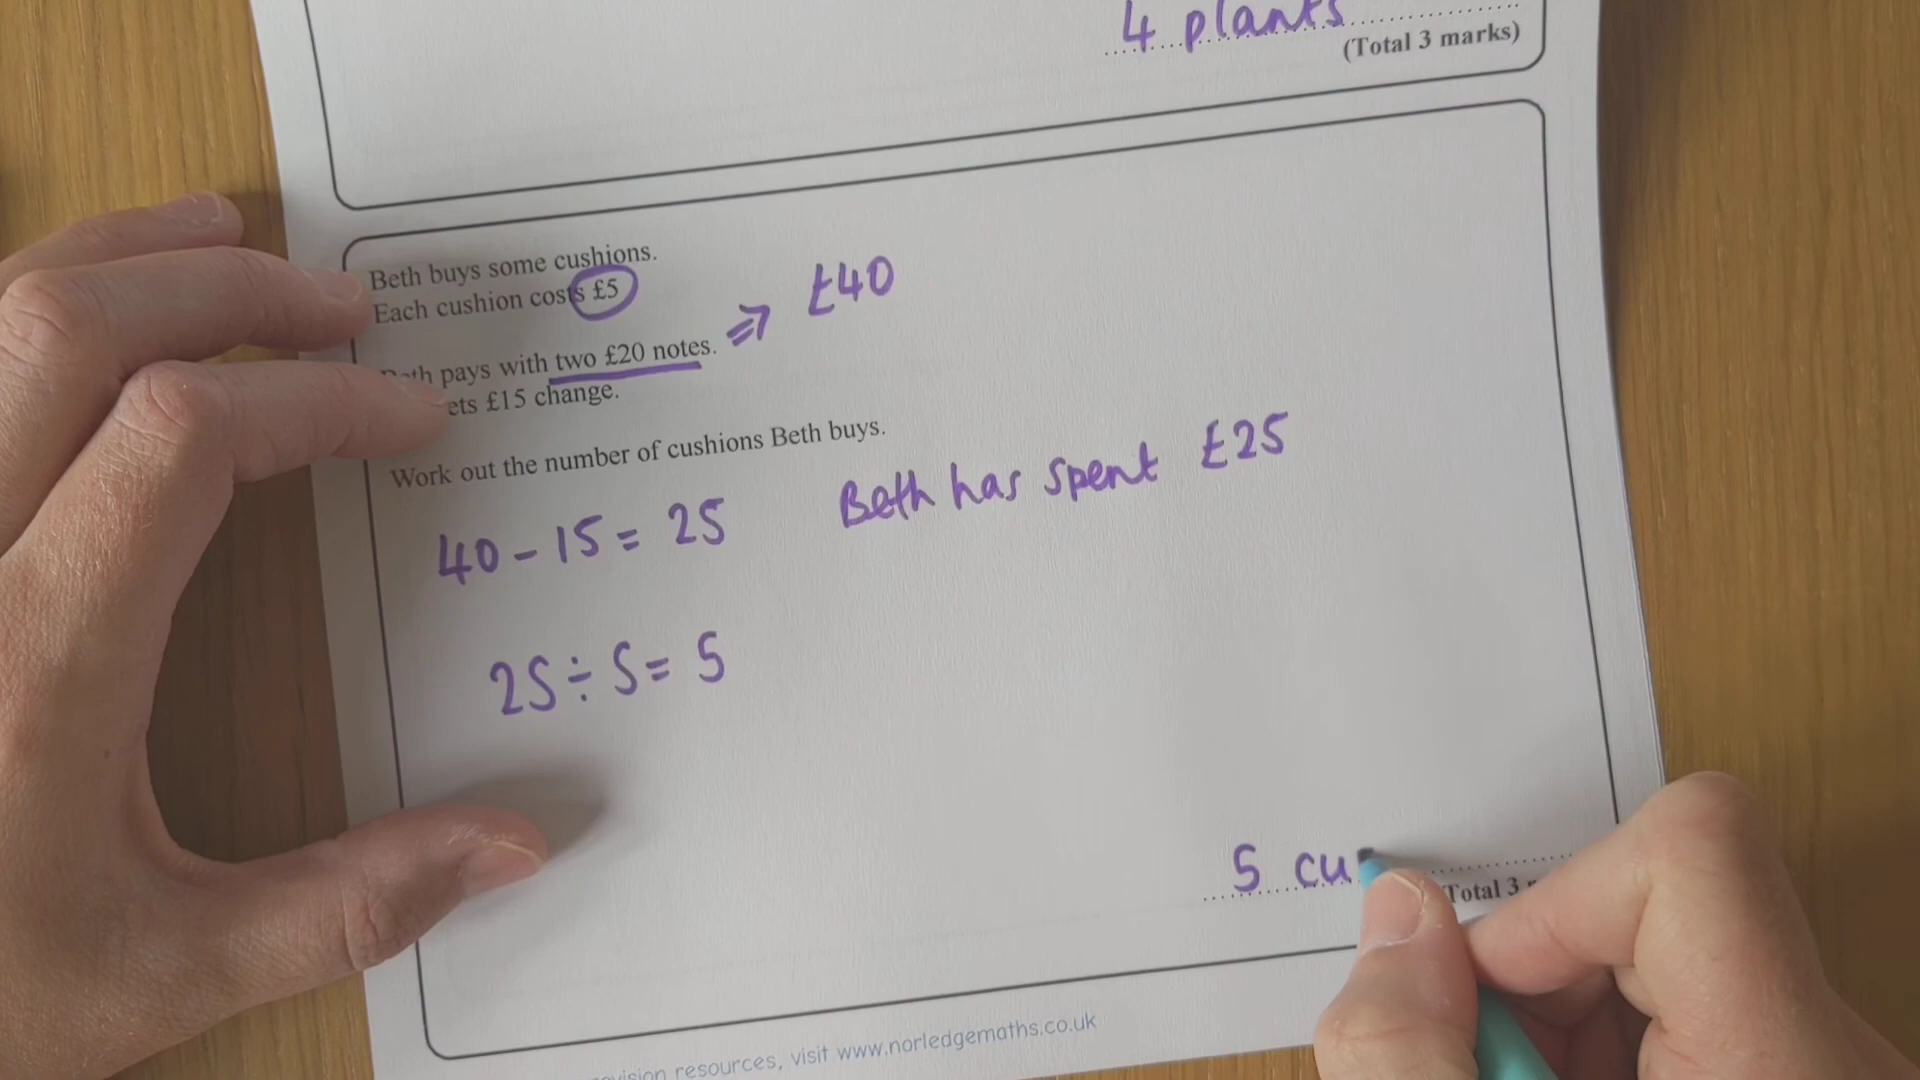 4 plants
(Total 3 marks)
Beth buys some cushions.
Each cushion costs £5
pays with two £20 notes. ⇒ £40
£15 change.
Work out the number of cushions Beth buys.
40 - 15 = 25 Beth has spent £25
25 ÷ 5 = 5
5 cu
Total 3
resources, visit www.norledgemaths.co.uk